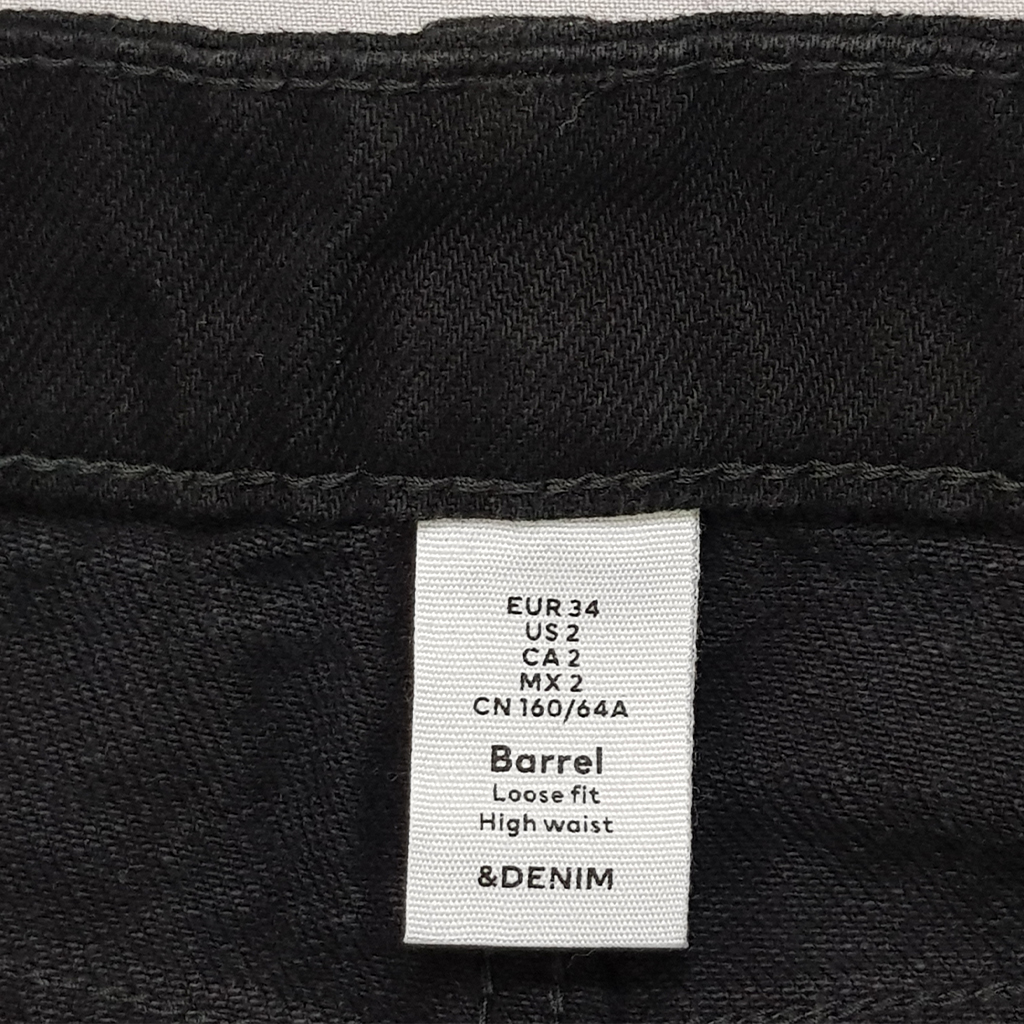 EUR 34
US 2
CA 2
MX 2
CN 160/64A
Barrel
Loose fit
High waist
&DENIM